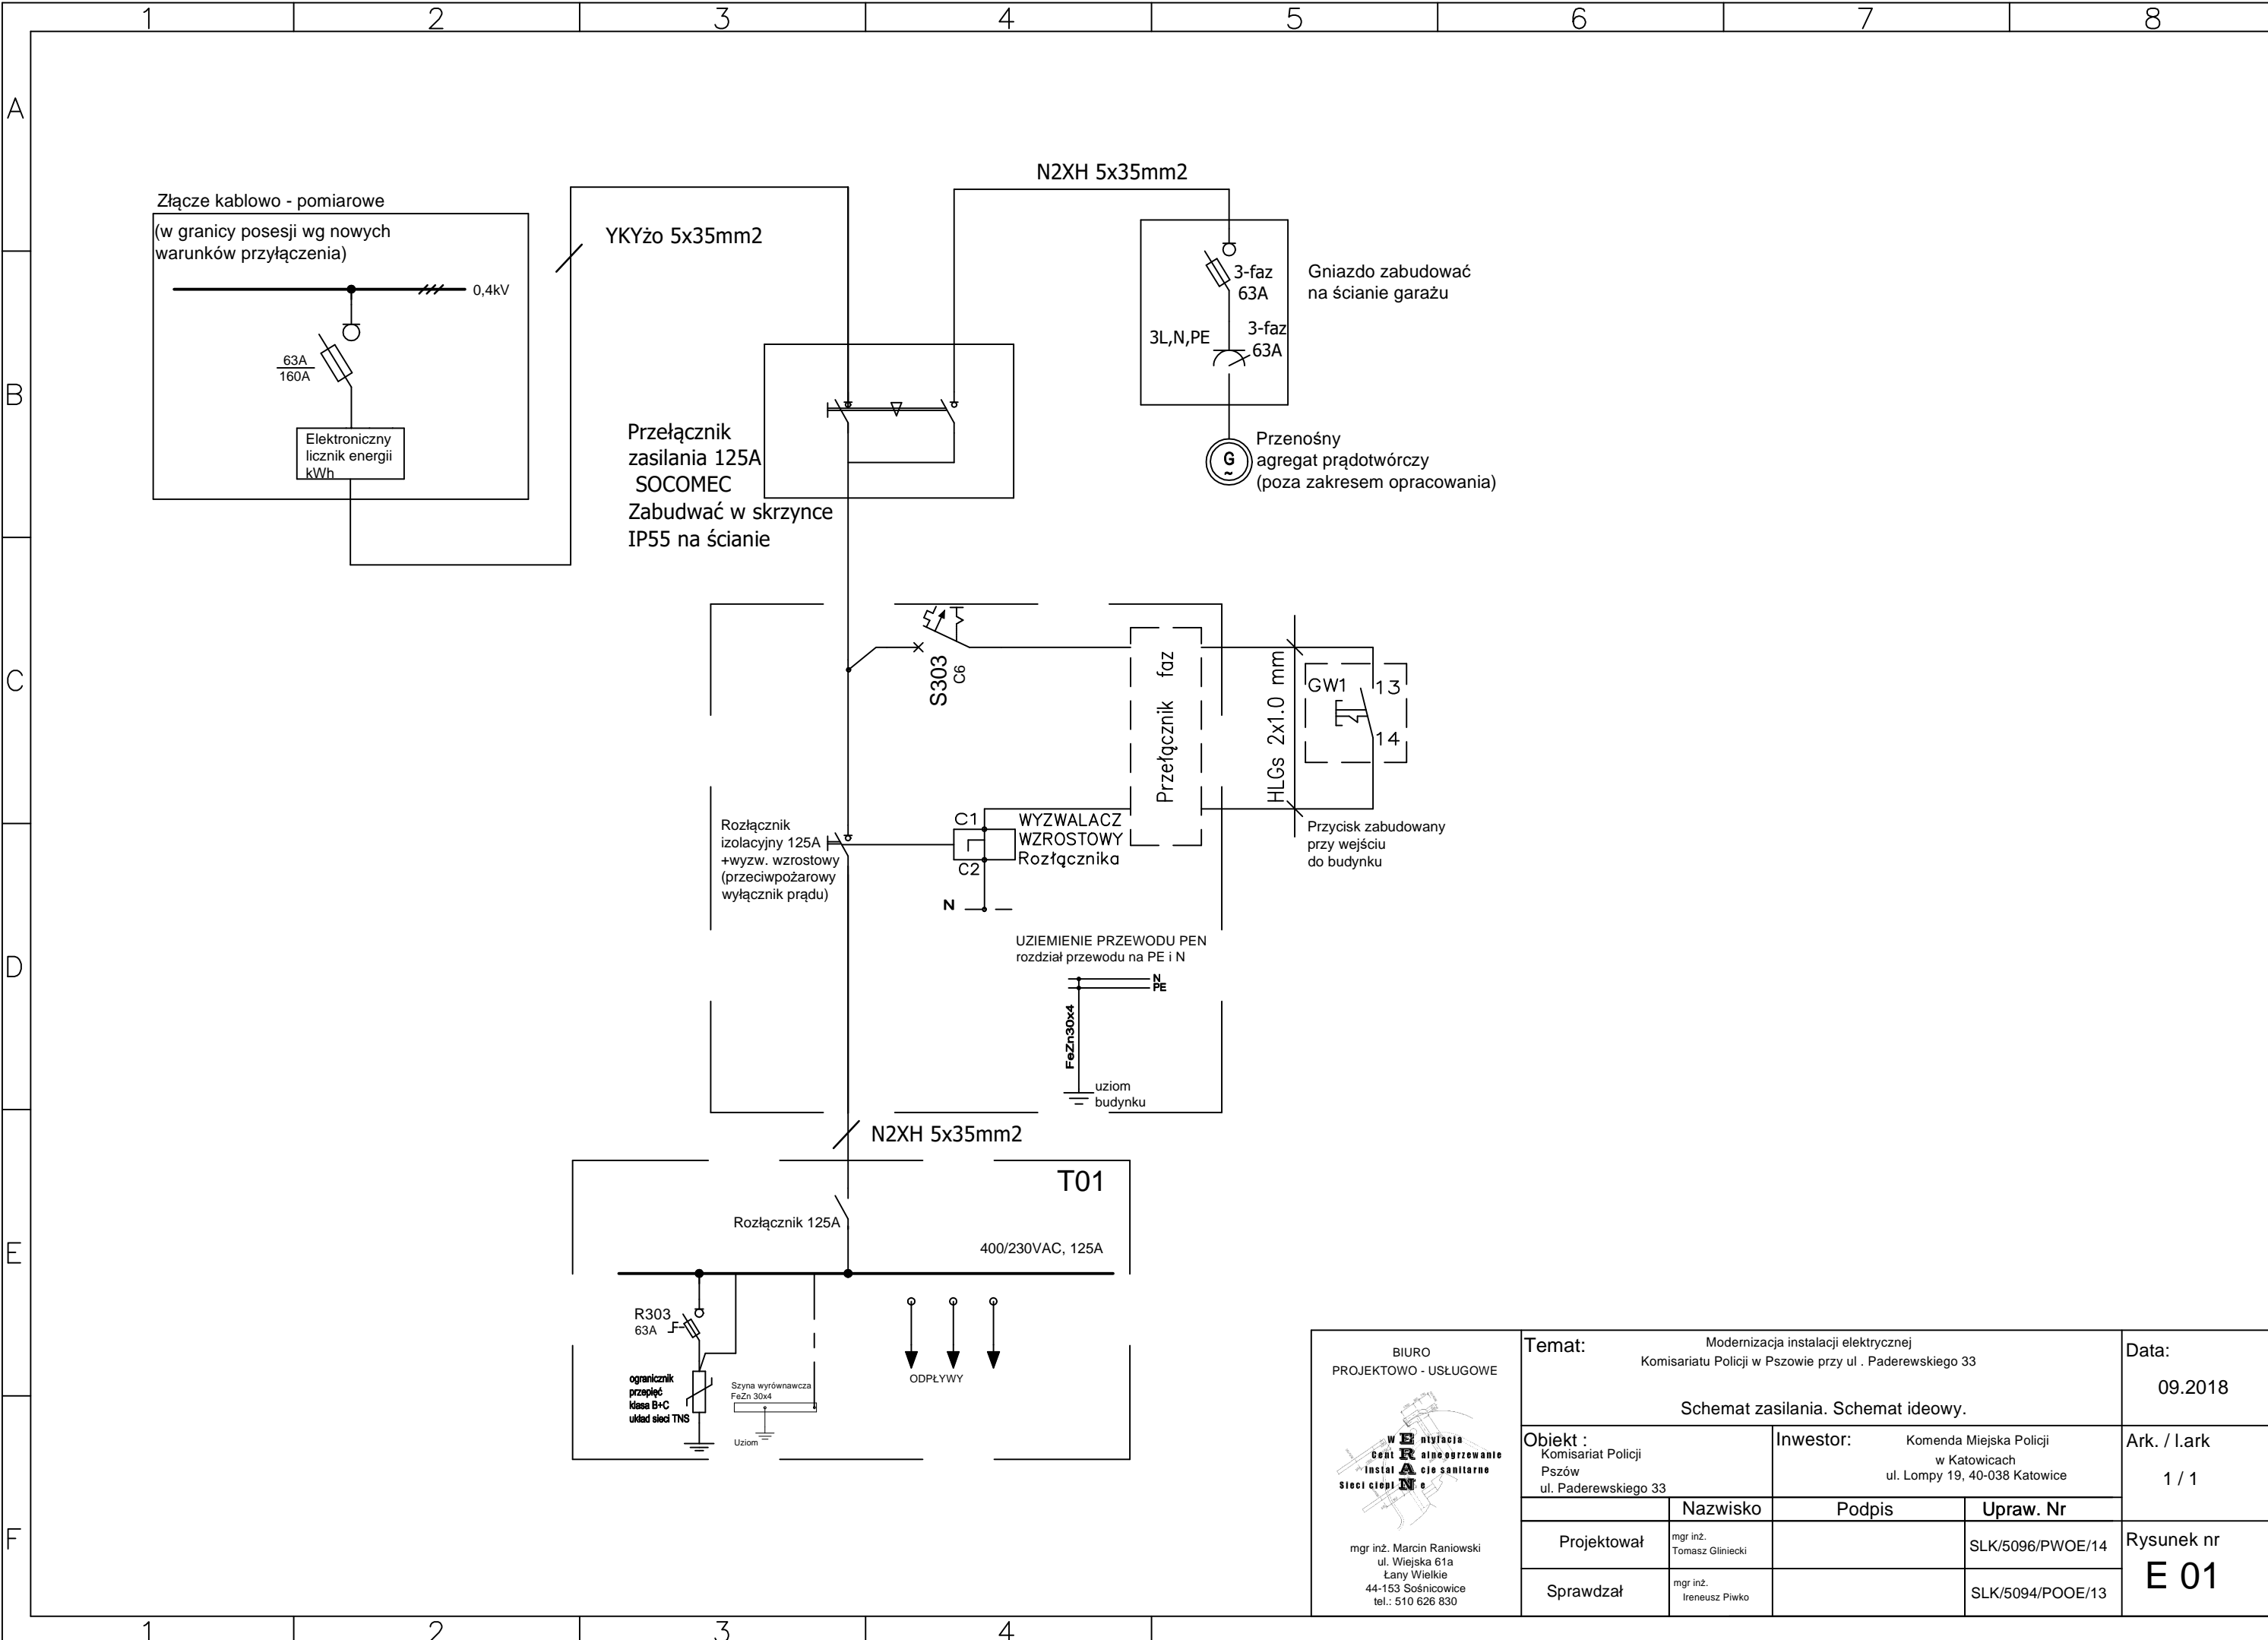 1 2 3 4 5 6 7 8
A
B
C
D
E
F
Złącze kablowo - pomiarowe
(w granicy posesji wg nowych
warunków przyłączenia)
0,4kV
63A
160A
Elektroniczny
licznik energii
kWh
YKYżo 5x35mm2
N2XH 5x35mm2
3-faz
63A
3L,N,PE
3-faz
63A
Gniazdo zabudować
na ścianie garażu
G
~
Przenośny
agregat prądotwórczy
(poza zakresem opracowania)
Przełącznik
zasilania 125A
SOCOMEC
Zabudwać w skrzynce
IP55 na ścianie
S303
C6
Przełącznik faz
HLGs 2x1.0 mm
GW1
13
14
Przycisk zabudowany
przy wejściu
do budynku
Rozłącznik
izolacyjny 125A
+wyzw. wzrostowy
(przeciwpożarowy
wyłącznik prądu)
C1
C2
WYZWALACZ
WZROSTOWY
Rozłącznika
N
UZIEMIENIE PRZEWODU PEN
rozdział przewodu na PE i N
N
PE
FeZn30x4
uziom
budynku
N2XH 5x35mm2
T01
Rozłącznik 125A
400/230VAC, 125A
R303
63A
ogranicznik
przepięć
klasa B+C
układ sieci TNS
Szyna wyrównawcza
FeZn 30x4
Uziom
ODPŁYWY
BIURO
PROJEKTOWO - USŁUGOWE
W E ntylacja
Cent R alneogrzewanie
Instal A cje sanitarne
Sieci ciepl N e
mgr inż. Marcin Raniowski
ul. Wiejska 61a
Łany Wielkie
44-153 Sośnicowice
tel.: 510 626 830
Temat:
Modernizacja instalacji elektrycznej
Komisariatu Policji w Pszowie przy ul . Paderewskiego 33
Schemat zasilania. Schemat ideowy.
Data:
09.2018
Obiekt :
Komisariat Policji
Pszów
ul. Paderewskiego 33
Inwestor:
Komenda Miejska Policji
w Katowicach
ul. Lompy 19, 40-038 Katowice
Ark. / l.ark
1 / 1
Nazwisko Podpis Upraw. Nr
Projektował
mgr inż.
Tomasz Gliniecki
SLK/5096/PWOE/14
Sprawdzał
mgr inż.
Ireneusz Piwko
SLK/5094/POOE/13
Rysunek nr
E 01
1 2 3 4